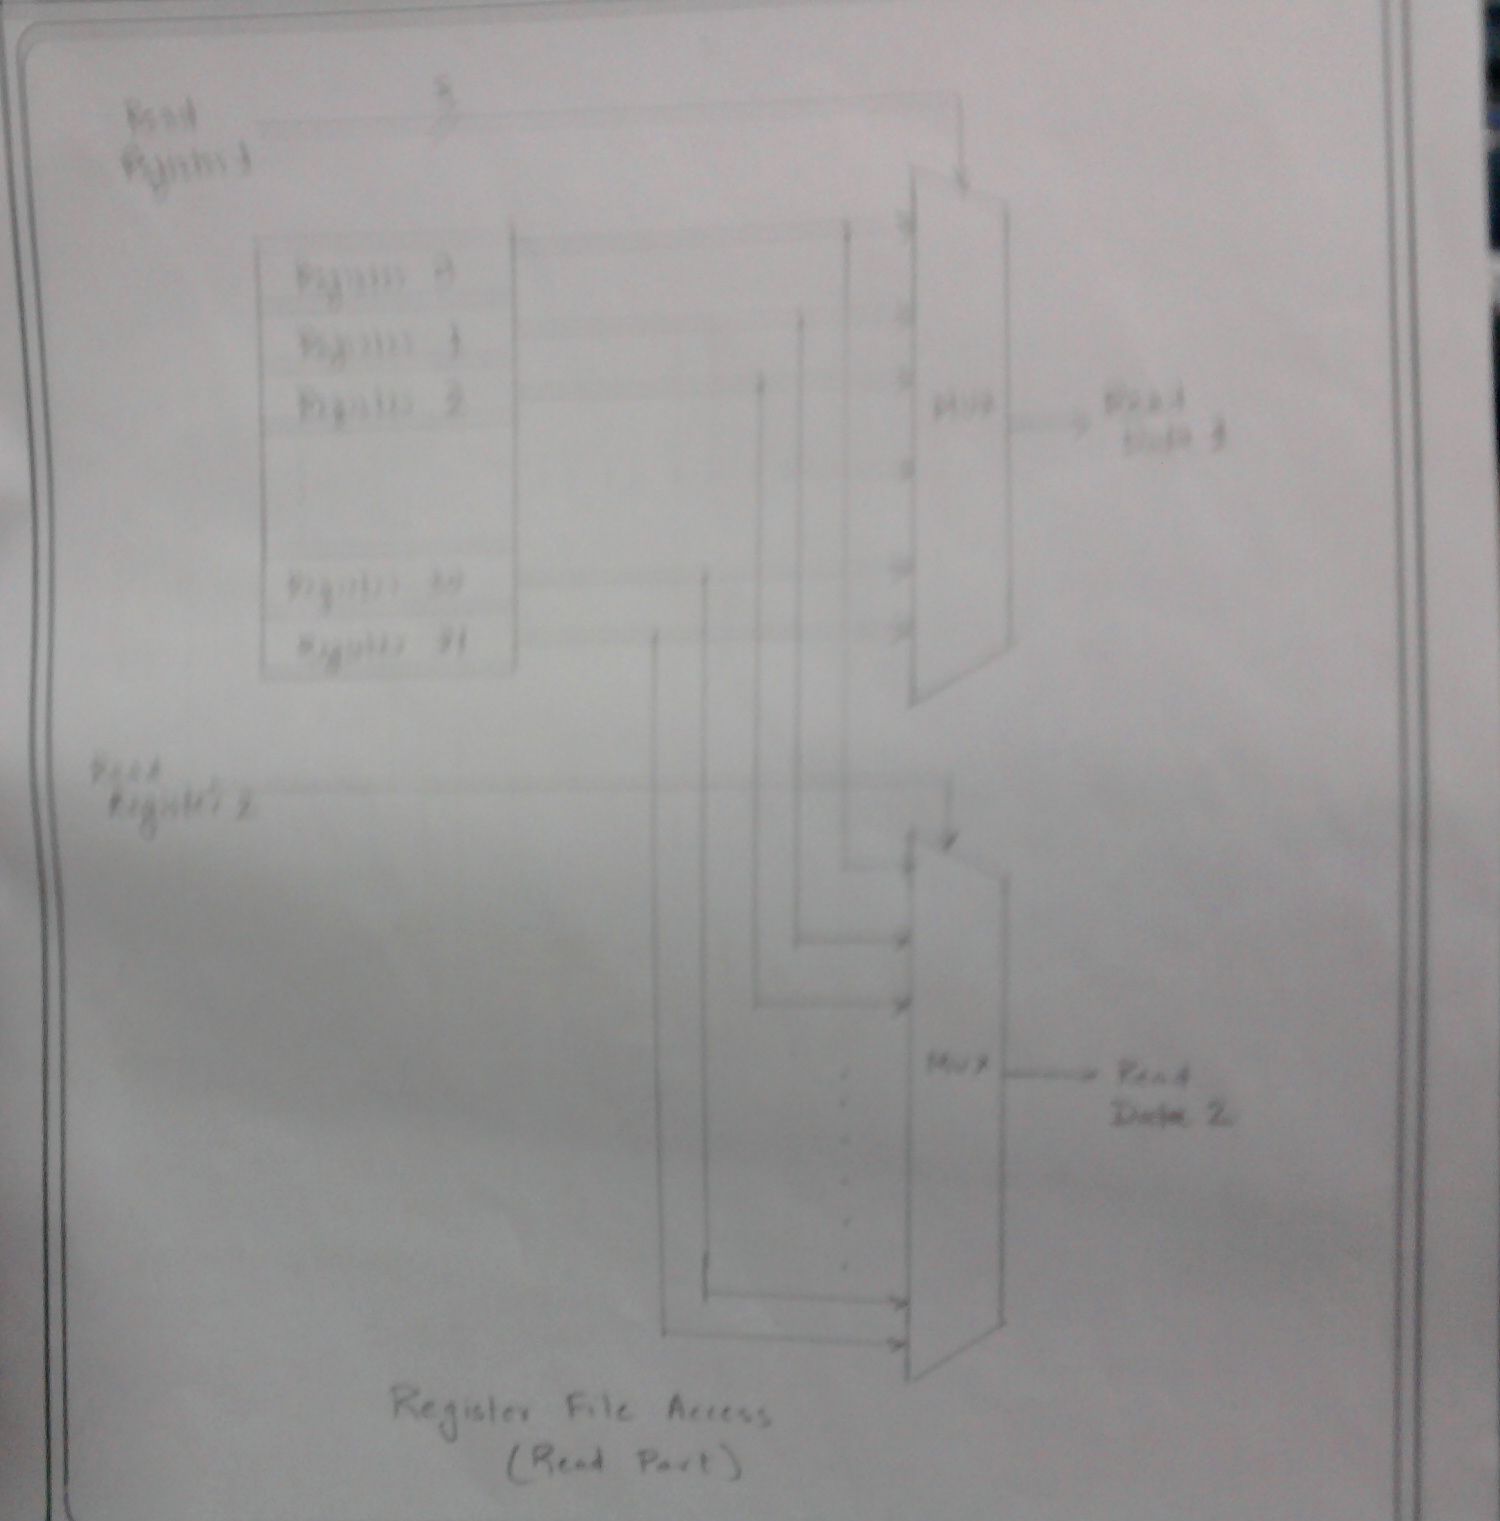 Read
Register 1
5
Register 0
Register 1
Register 2
MUX
Read
Data 1
Register 30
Register 31
Read
Register 2
MUX
Read
Data 2
Register File Access
(Read Part)